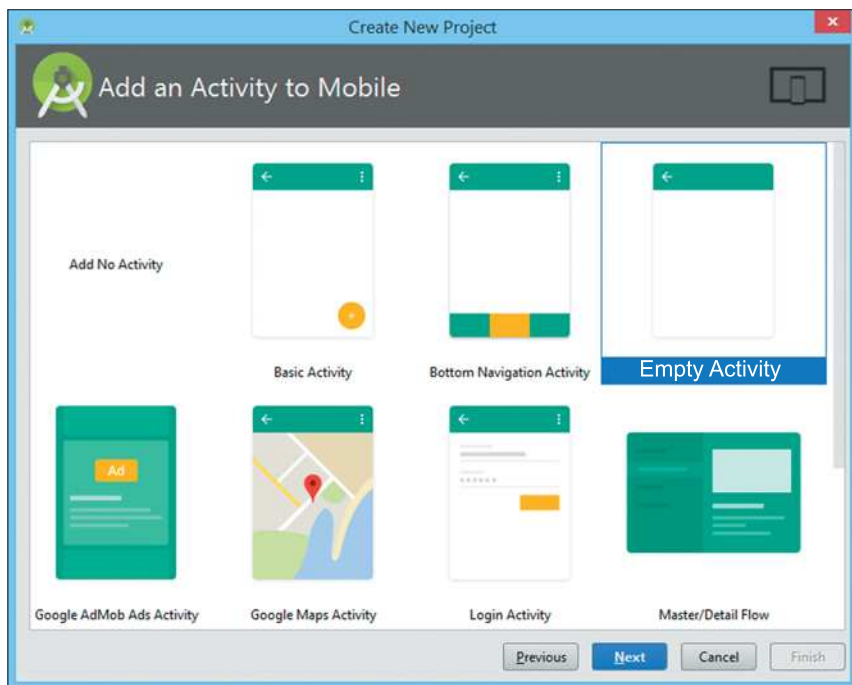 Create New Project
Add an Activity to Mobile
Add No Activity
Basic Activity
Bottom Navigation Activity
Empty Activity
Ad
Google AdMob Ads Activity
Google Maps Activity
Login Activity
Master/Detail Flow
Previous
Next
Cancel
Finish